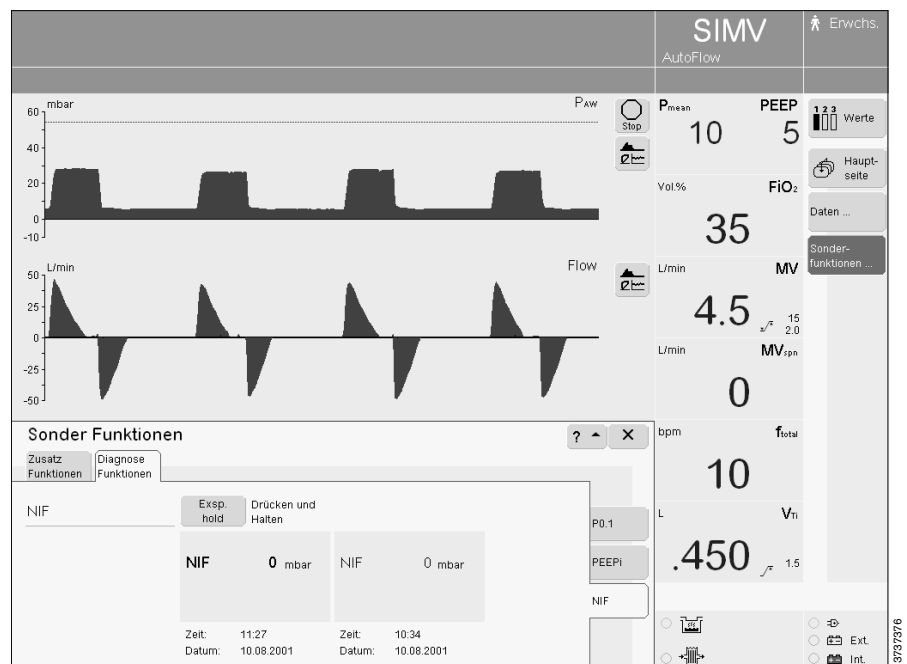 SIMV
AutoFlow
Erwchs.
mbar
PAW
60
40
20
0
-10
Stop
L/min
Flow
50
25
0
-25
-50
Pmean
PEEP
10
5
Vol.%
FiO2
35
L/min
MV
4.5
15
2.0
L/min
MVspn
0
bpm
ftotal
10
L
VTi
.450
1.5
1 2 3
Werte
Haupt-
seite
Daten ...
Sonder-
funktionen ...
Sonder Funktionen
?
X
Zusatz
Funktionen
Diagnose
Funktionen
NIF
Exsp.
hold
Drücken und
Halten
NIF 0 mbar
NIF 0 mbar
Zeit: 11:27
Datum: 10.08.2001
Zeit: 10:34
Datum: 10.08.2001
P0.1
PEEPi
NIF
Ext.
Int.
3737376